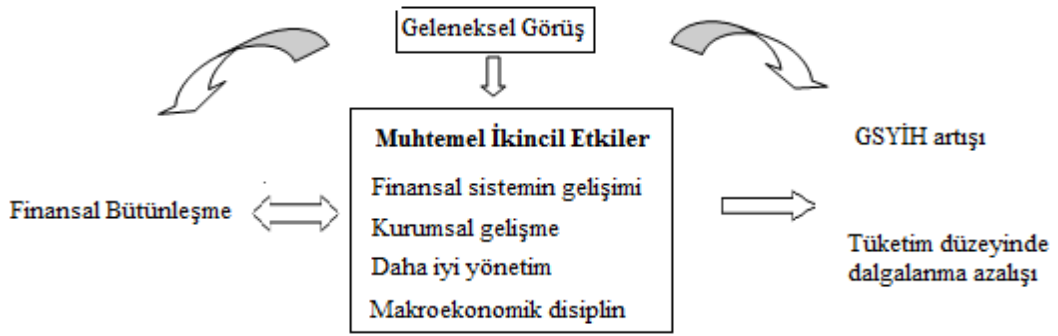 Geleneksel Görüş
Muhtemel İkincil Etkiler
Finansal sistemin gelişimi
Kurumsal gelişme
Daha iyi yönetim
Makroekonomik disiplin
Finansal Bütünleşme
GSYİH artışı
Tüketim düzeyinde
dalgalanma azalışı